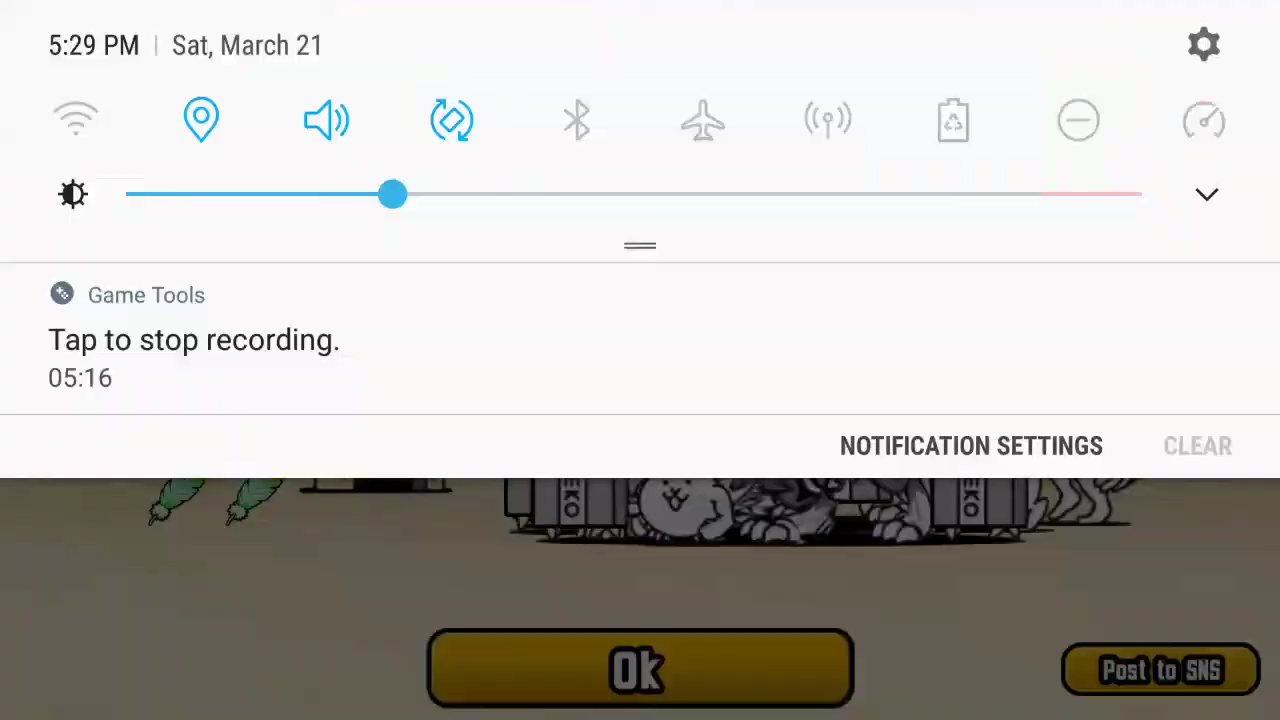 5:29 PM | Sat, March 21
Game Tools
Tap to stop recording.
05:16
NOTIFICATION SETTINGS CLEAR
Ok
Post to SNS